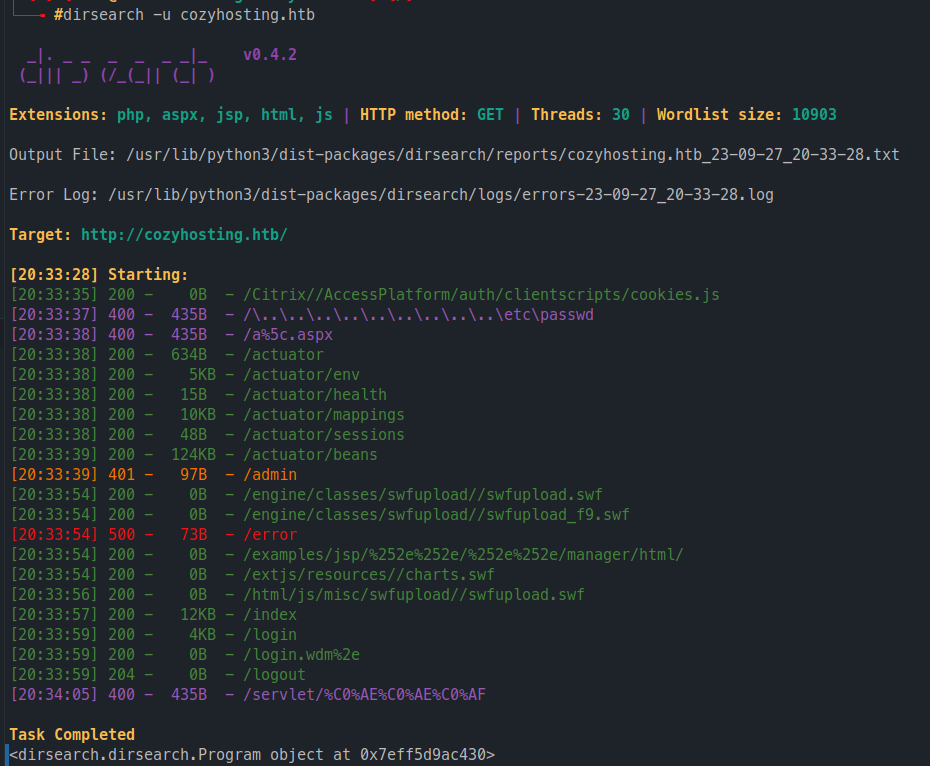 #dirsearch -u cozyhosting.htb
_|. _ _  _  _  _ _|_    v0.4.2
(_||| _) (/_(_|| (_| )
Extensions: php, aspx, jsp, html, js | HTTP method: GET | Threads: 30 | Wordlist size: 10903
Output File: /usr/lib/python3/dist-packages/dirsearch/reports/cozyhosting.htb_23-09-27_20-33-28.txt
Error Log: /usr/lib/python3/dist-packages/dirsearch/logs/errors-23-09-27_20-33-28.log
Target: http://cozyhosting.htb/
[20:33:28] Starting:
[20:33:35] 200 -    0B  - /Citrix//AccessPlatform/auth/clientscripts/cookies.js
[20:33:37] 400 -  435B  - /\..\..\..\..\..\..\..\..\..\etc\passwd
[20:33:38] 400 -  435B  - /a%5c.aspx
[20:33:38] 200 -  634B  - /actuator
[20:33:38] 200 -    5KB - /actuator/env
[20:33:38] 200 -   15B  - /actuator/health
[20:33:38] 200 -   10KB - /actuator/mappings
[20:33:38] 200 -   48B  - /actuator/sessions
[20:33:39] 200 -  124KB - /actuator/beans
[20:33:39] 401 -   97B  - /admin
[20:33:54] 200 -    0B  - /engine/classes/swfupload//swfupload.swf
[20:33:54] 200 -    0B  - /engine/classes/swfupload//swfupload_f9.swf
[20:33:54] 500 -   73B  - /error
[20:33:54] 200 -    0B  - /examples/jsp/%252e%252e/%252e%252e/manager/html/
[20:33:54] 200 -    0B  - /extjs/resources//charts.swf
[20:33:56] 200 -    0B  - /html/js/misc/swfupload//swfupload.swf
[20:33:57] 200 -   12KB - /index
[20:33:59] 200 -    4KB - /login
[20:33:59] 200 -    0B  - /login.wdm%2e
[20:33:59] 204 -    0B  - /logout
[20:34:05] 400 -  435B  - /servlet/%C0%AE%C0%AE%C0%AF
Task Completed
<dirsearch.dirsearch.Program object at 0x7eff5d9ac430>